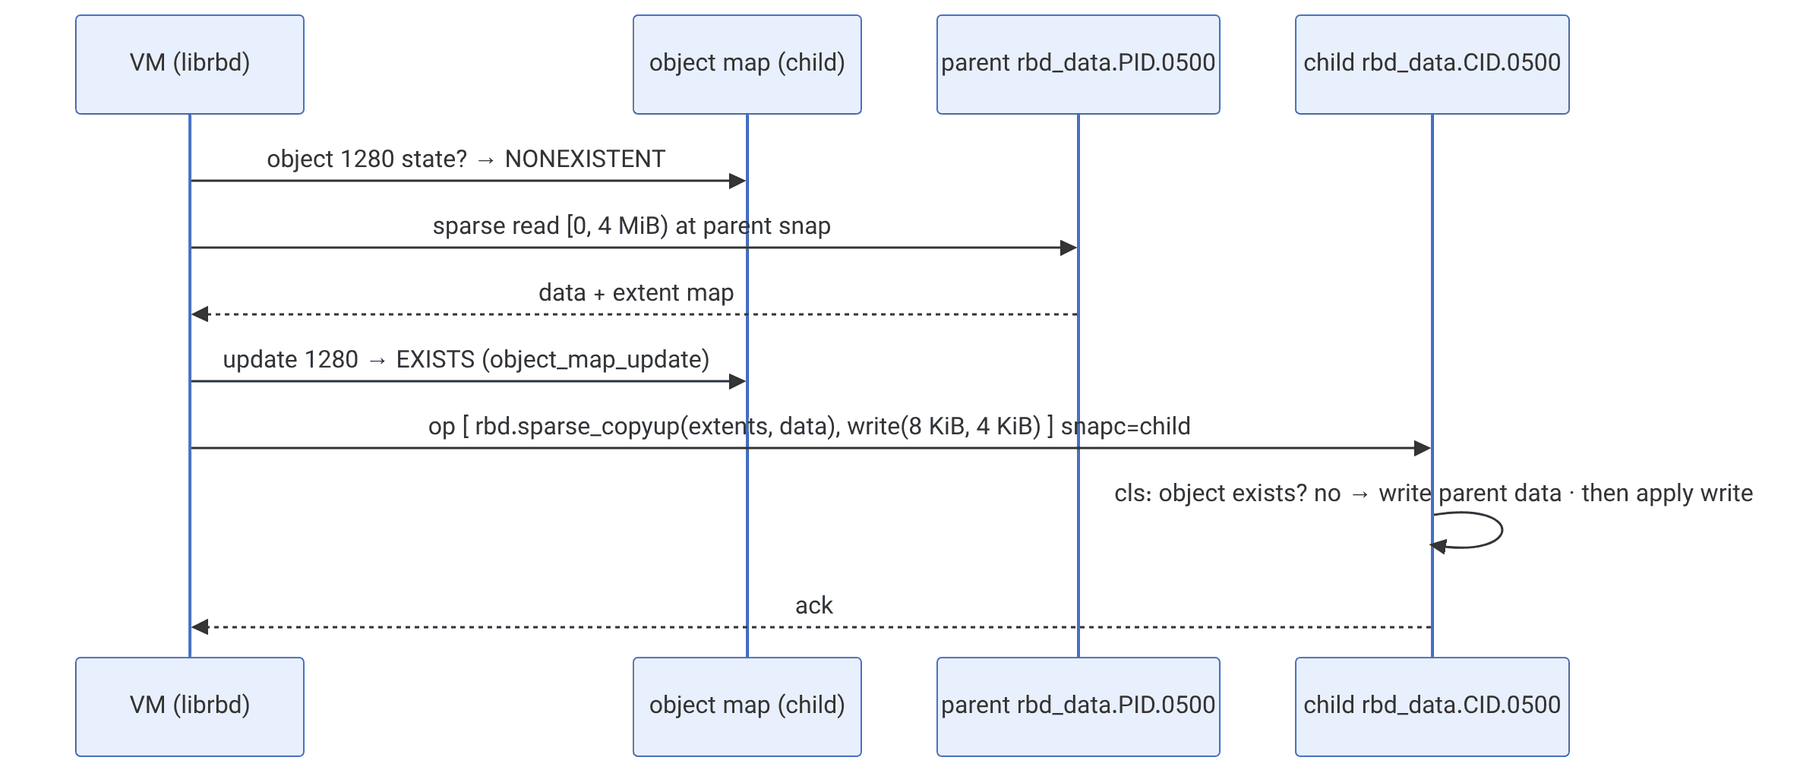 VM (librbd)
object map (child)
parent rbd_data.PID.0500
child rbd_data.CID.0500
object 1280 state? → NONEXISTENT
sparse read [0, 4 MiB) at parent snap
data + extent map
update 1280 → EXISTS (object_map_update)
op [ rbd.sparse_copyup(extents, data), write(8 KiB, 4 KiB) ] snapc=child
cls: object exists? no → write parent data · then apply write
ack
VM (librbd)
object map (child)
parent rbd_data.PID.0500
child rbd_data.CID.0500